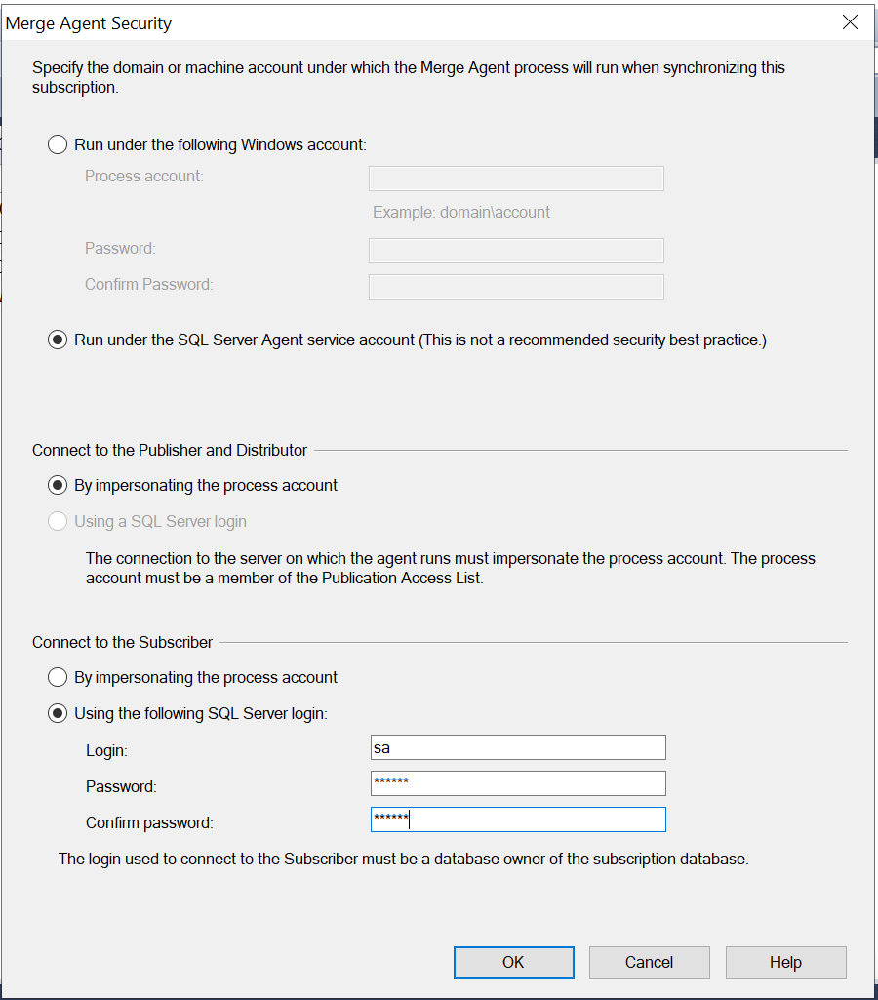 Merge Agent Security
Specify the domain or machine account under which the Merge Agent process will run when synchronizing this
subscription.
Run under the following Windows account:
Process account:
Example: domain\account
Password:
Confirm Password:
Run under the SQL Server Agent service account (This is not a recommended security best practice.)
Connect to the Publisher and Distributor
By impersonating the process account
Using a SQL Server login
The connection to the server on which the agent runs must impersonate the process account. The process
account must be a member of the Publication Access List.
Connect to the Subscriber
By impersonating the process account
Using the following SQL Server login:
Login: sa
Password: ******
Confirm password: ******
The login used to connect to the Subscriber must be a database owner of the subscription database.
OK Cancel Help